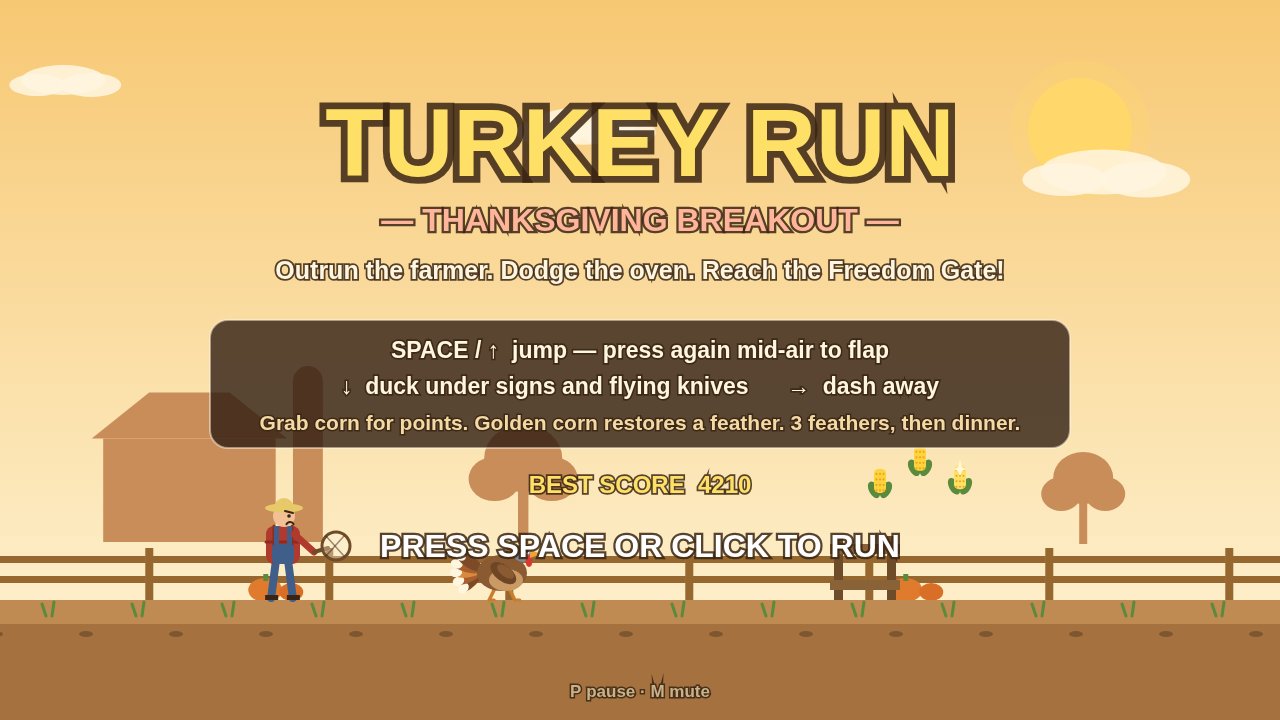 TURKEY RUN
— THANKSGIVING BREAKOUT —
Outrun the farmer. Dodge the oven. Reach the Freedom Gate!
SPACE / ↑ jump — press again mid-air to flap
↓ duck under signs and flying knives → dash away
Grab corn for points. Golden corn restores a feather. 3 feathers, then dinner.
BEST SCORE 4210
PRESS SPACE OR CLICK TO RUN
P pause · M mute